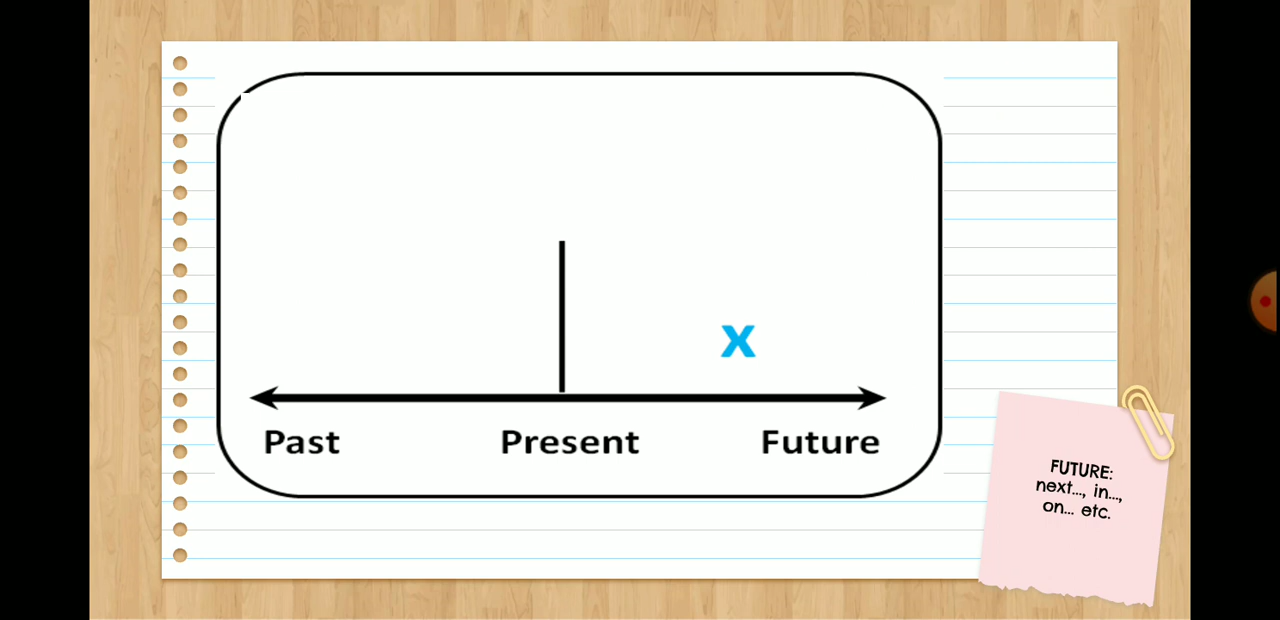 x
Past Present Future
FUTURE:
next..., in...,
on... etc.